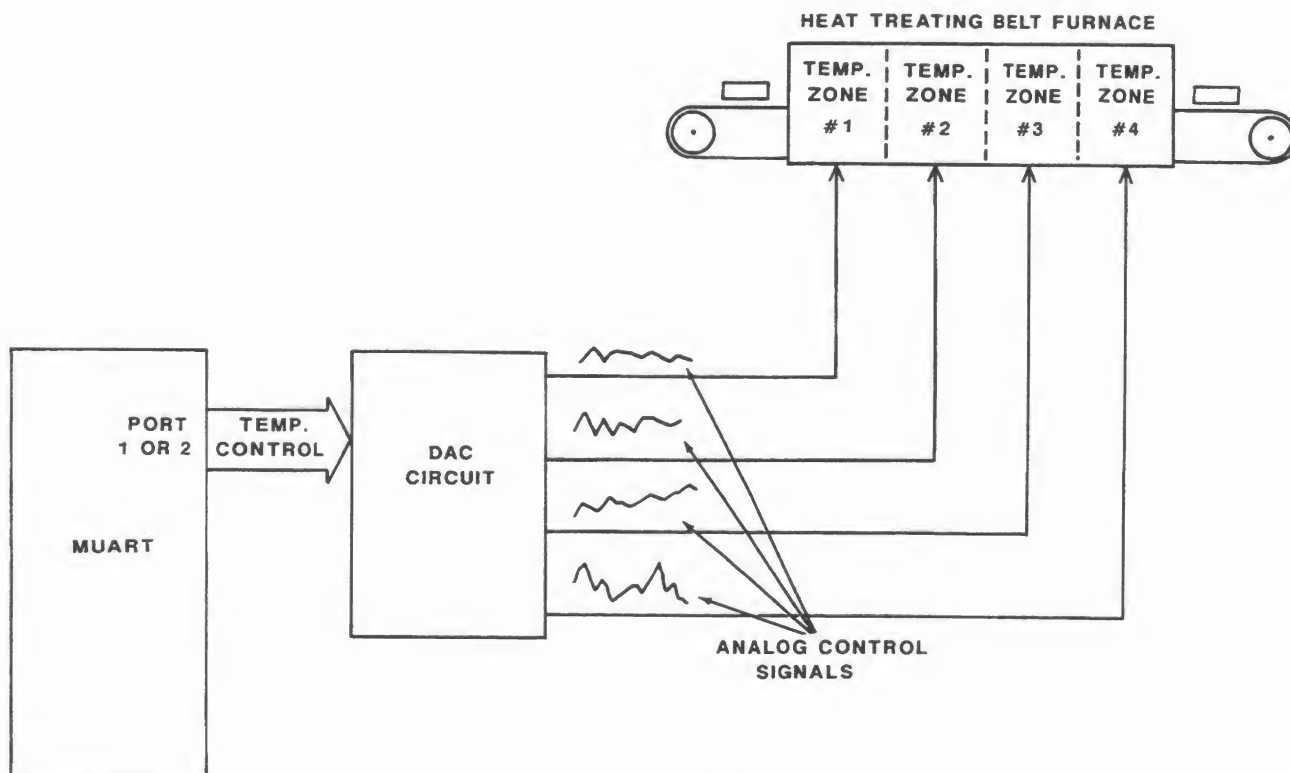 HEAT TREATING BELT FURNACE
TEMP.
ZONE
#1
TEMP.
ZONE
#2
TEMP.
ZONE
#3
TEMP.
ZONE
#4
PORT
1 OR 2
TEMP.
CONTROL
DAC
CIRCUIT
MUART
ANALOG CONTROL
SIGNALS